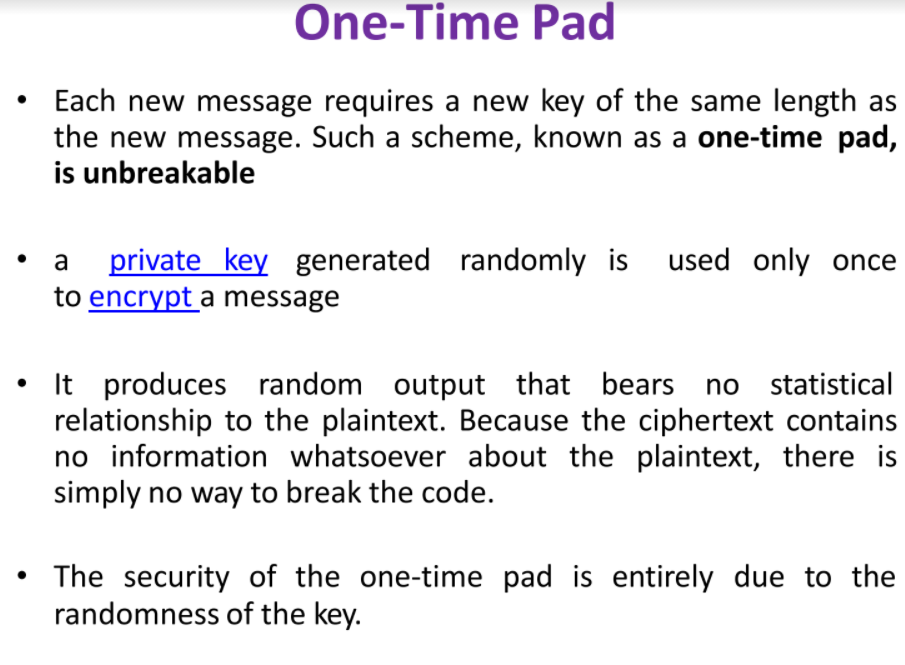 One-Time Pad
• Each new message requires a new key of the same length as
the new message. Such a scheme, known as a one-time pad,
is unbreakable
• a private key generated randomly is used only once
to encrypt a message
• It produces random output that bears no statistical
relationship to the plaintext. Because the ciphertext contains
no information whatsoever about the plaintext, there is
simply no way to break the code.
• The security of the one-time pad is entirely due to the
randomness of the key.